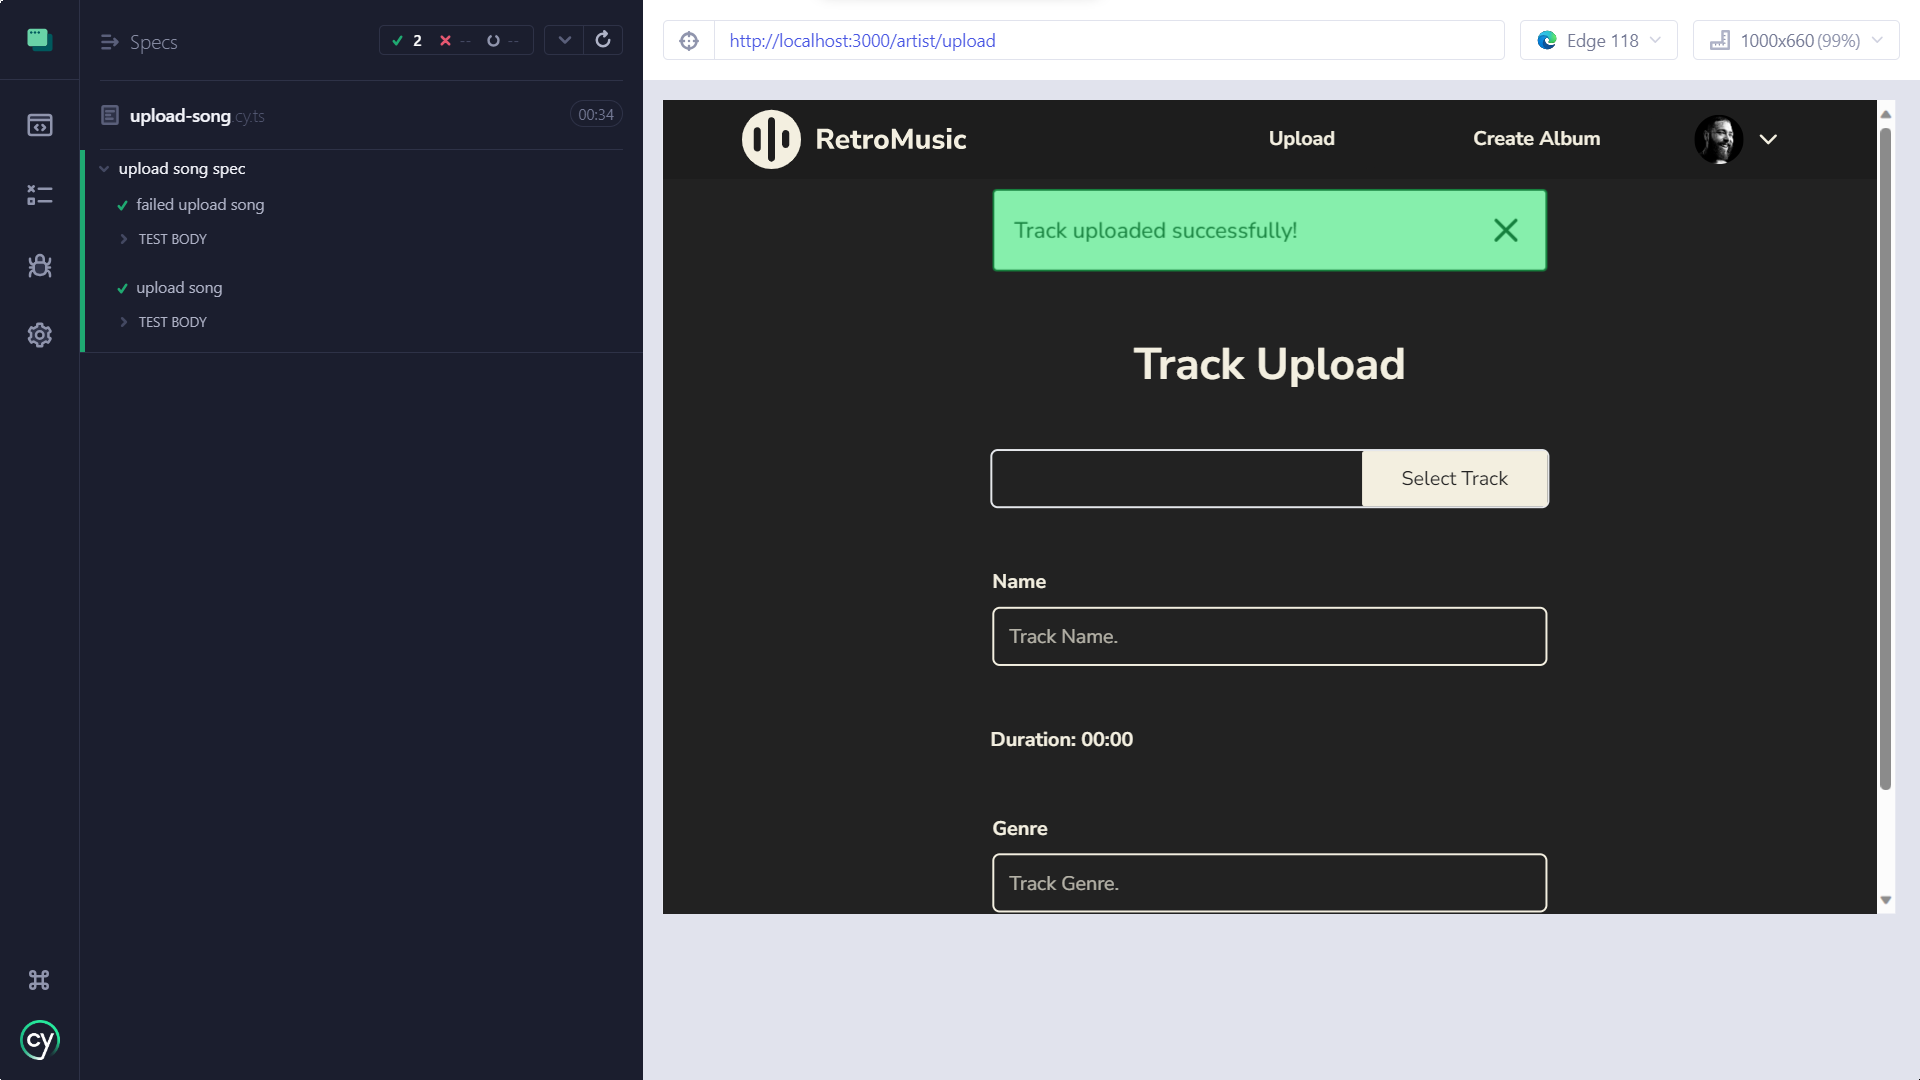 Specs
2 -- --
upload-song.cy.ts
00:34
upload song spec
failed upload song
TEST BODY
upload song
TEST BODY
cy
http://localhost:3000/artist/upload
Edge 118
1000x660 (99%)
RetroMusic
Upload
Create Album
Track uploaded successfully!
Track Upload
Select Track
Name
Track Name.
Duration: 00:00
Genre
Track Genre.